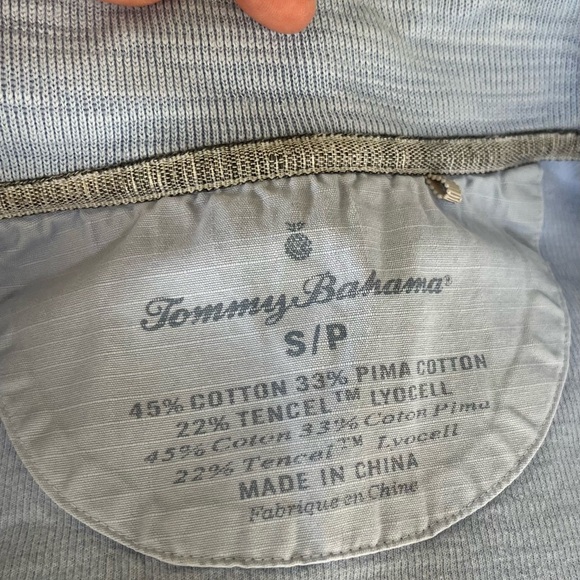 Tommy Bahama®
S/P
45% COTTON 33% PIMA COTTON
22% TENCEL™ LYOCELL
45% Coton 33% Coton Pima
22% Tencel™ Lyocell
MADE IN CHINA
Fabrique en Chine